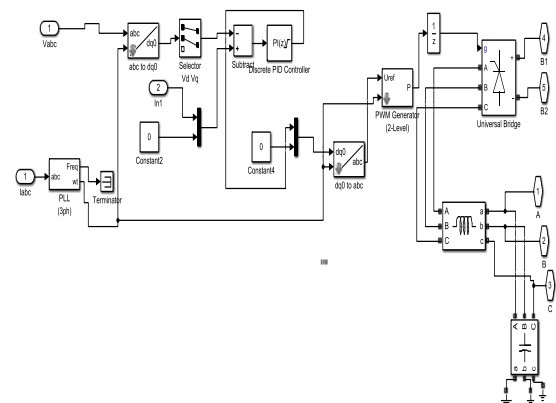 1
Vabc
abc
dq0
abc to dq0
Selector
Vd Vq
-
+
Subtract
PI(z)
Discrete PID Controller
2
In1
0
Constant2
0
Constant4
dq0
abc
dq0 to abc
Uref
P
PWM Generator
(2-Level)
1
z
g
A
B
C
+
-
Universal Bridge
4
B1
5
B2
1
Iabc
abc
Freq
wt
PLL
(3ph)
Terminator
A
B
C
a
b
c
1
A
2
B
3
C
A
B
C
a
b
c